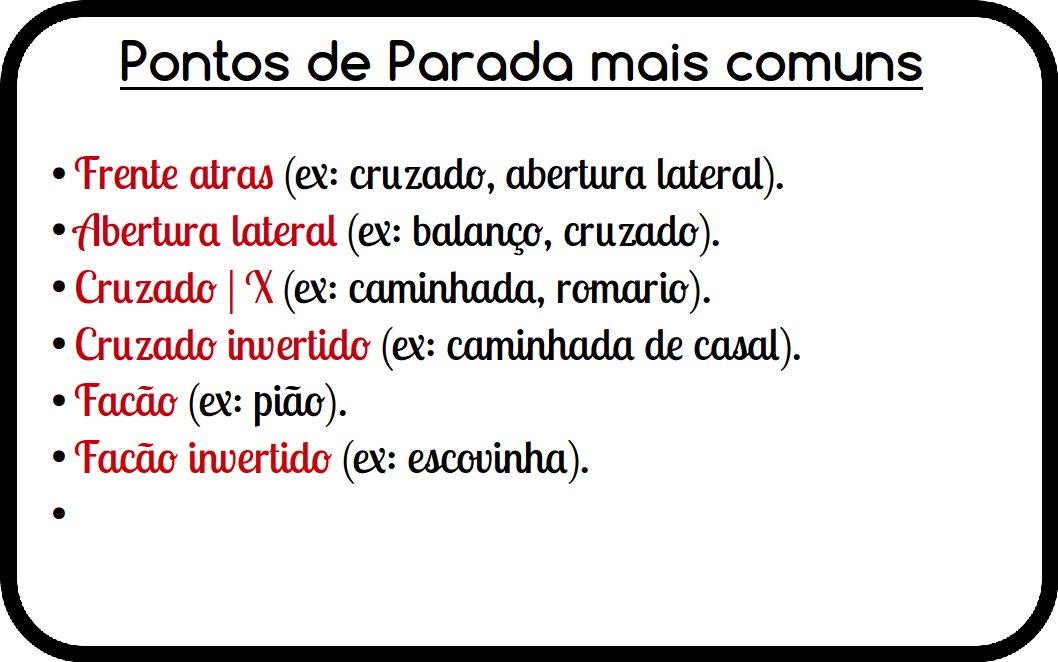 Pontos de Parada mais comuns
• Frente atras (ex: cruzado, abertura lateral).
• Abertura lateral (ex: balanço, cruzado).
• Cruzado | X (ex: caminhada, romario).
• Cruzado invertido (ex: caminhada de casal).
• Facão (ex: pião).
• Facão invertido (ex: escovinha).
•